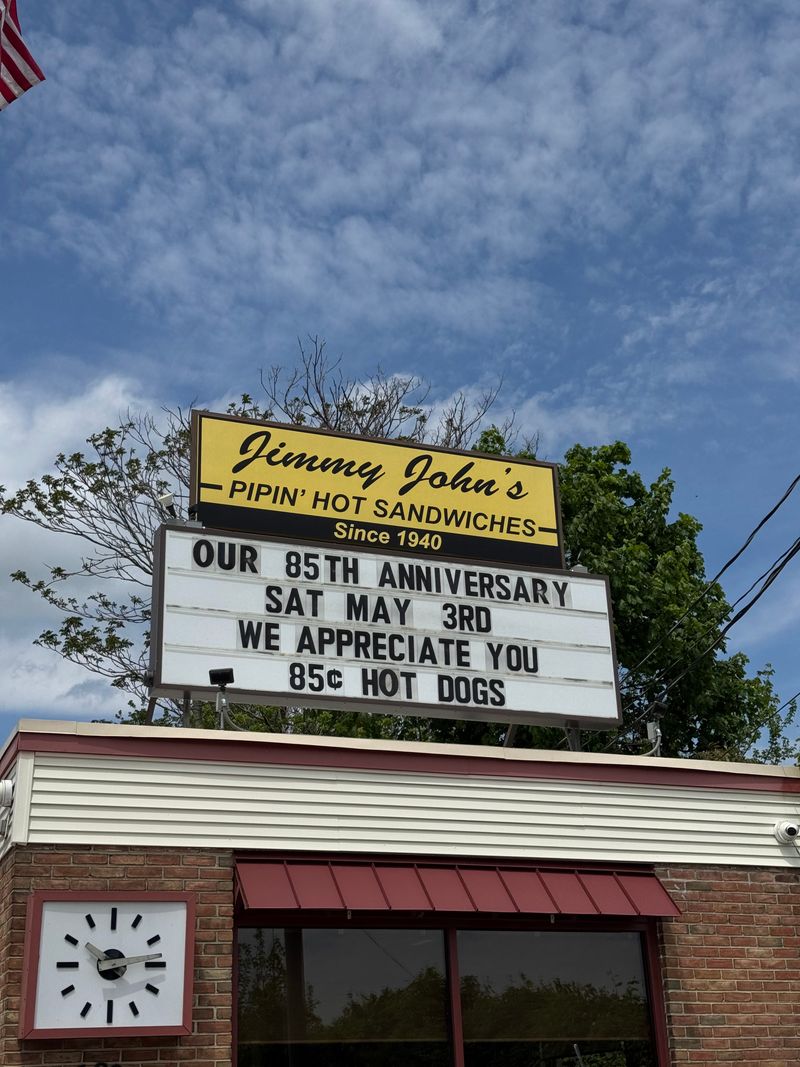 Jimmy John's
PIPIN' HOT SANDWICHES
Since 1940
OUR 85TH ANNIVERSARY
SAT MAY 3RD
WE APPRECIATE YOU
85¢ HOT DOGS